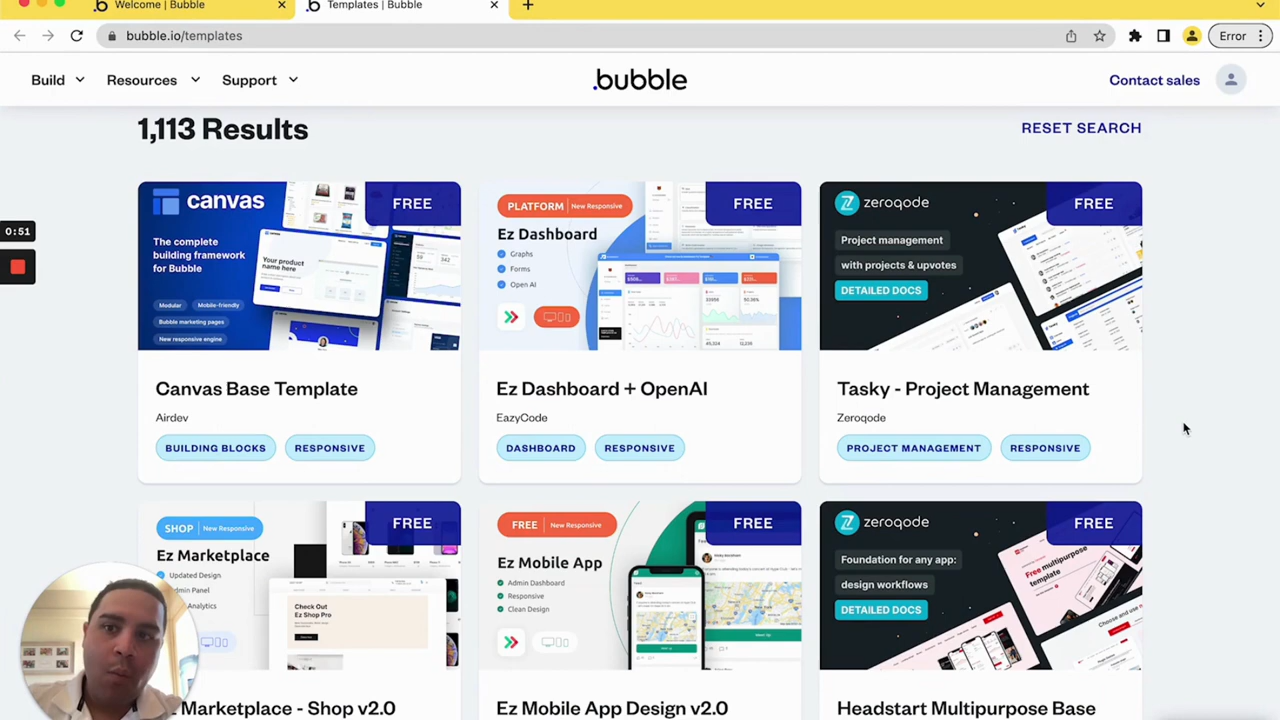 Welcome | Bubble
Templates | Bubble
bubble.io/templates
Error
Build
Resources
Support
.bubble
Contact sales
1,113 Results
RESET SEARCH
0:51
canvas
FREE
The complete
building framework
for Bubble
Modular
Mobile-friendly
Bubble marketing pages
New responsive engine
Your product
name here
Canvas Base Template
Airdev
BUILDING BLOCKS
RESPONSIVE
PLATFORM | New Responsive
FREE
Ez Dashboard
Graphs
Forms
Open AI
Ez Dashboard + OpenAI
EazyCode
DASHBOARD
RESPONSIVE
zeroqode
FREE
Project management
with projects & upvotes
DETAILED DOCS
Tasky - Project Management
Zeroqode
PROJECT MANAGEMENT
RESPONSIVE
SHOP | New Responsive
FREE
Ez Marketplace
Updated Design
Admin Panel
Analytics
Check Out
Ez Shop Pro
Marketplace - Shop v2.0
FREE | New Responsive
FREE
Ez Mobile App
Admin Dashboard
Responsive
Clean Design
Ez Mobile App Design v2.0
zeroqode
FREE
Foundation for any app:
design workflows
DETAILED DOCS
Free multipurpose
template
Headstart Multipurpose Base